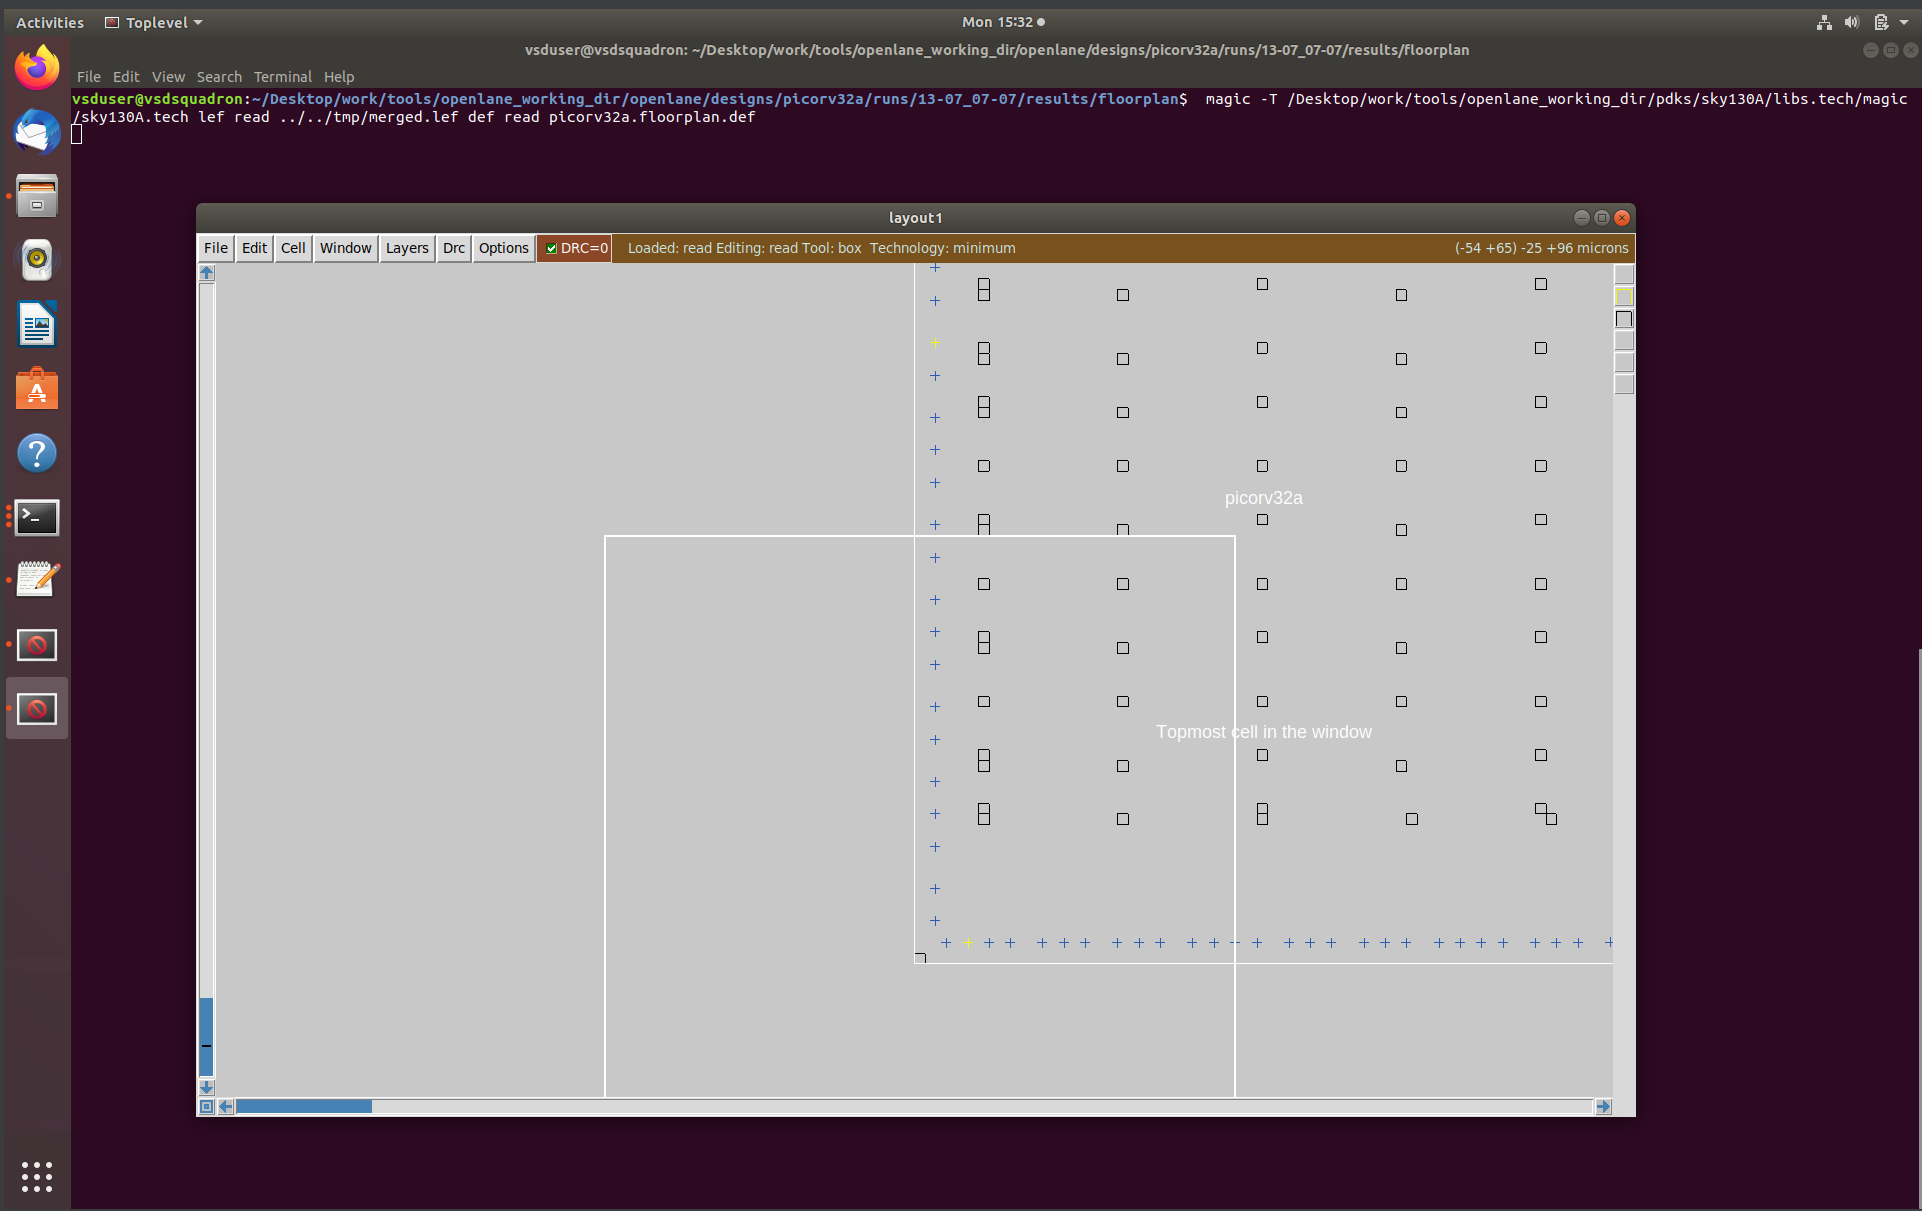 Activities Toplevel Mon 15:32
vsduser@vsdsquadron: ~/Desktop/work/tools/openlane_working_dir/openlane/designs/picorv32a/runs/13-07_07-07/results/floorplan
File Edit View Search Terminal Help
vsduser@vsdsquadron:~/Desktop/work/tools/openlane_working_dir/openlane/designs/picorv32a/runs/13-07_07-07/results/floorplan$  magic -T /Desktop/work/tools/openlane_working_dir/pdks/sky130A/libs.tech/magic
/sky130A.tech lef read ../../tmp/merged.lef def read picorv32a.floorplan.def
layout1
File Edit Cell Window Layers Drc Options DRC=0 Loaded: read Editing: read Tool: box  Technology: minimum (-54 +65) -25 +96 microns
picorv32a
Topmost cell in the window